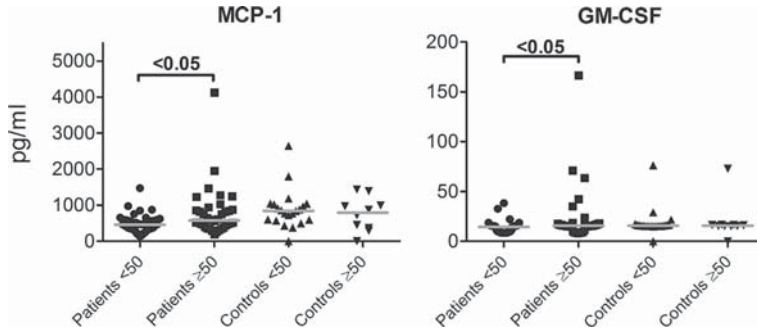 MCP-1
<0.05
pg/ml
5000
4000
3000
2000
1000
0
Patients <50
Patients ≥50
Controls <50
Controls ≥50
GM-CSF
<0.05
200
150
100
50
0
Patients <50
Patients ≥50
Controls <50
Controls ≥50